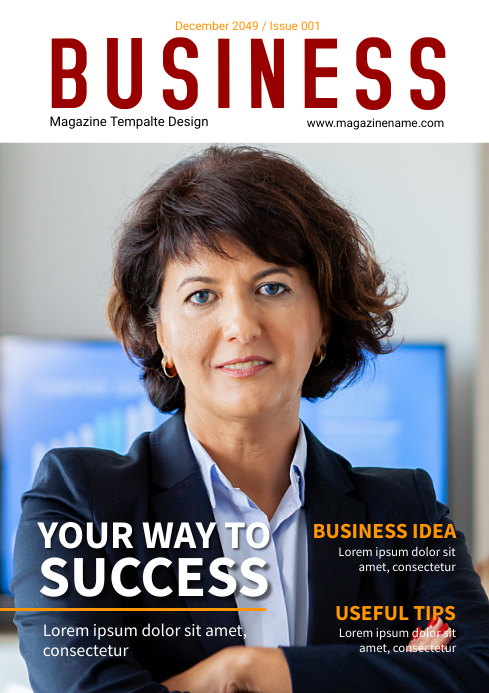 December 2049 / Issue 001
BUSINESS
Magazine Tempalte Design
www.magazinename.com
YOUR WAY TO
SUCCESS
Lorem ipsum dolor sit amet,
consectetur
BUSINESS IDEA
Lorem ipsum dolor sit
amet, consectetur
USEFUL TIPS
Lorem ipsum dolor sit
amet, consectetur